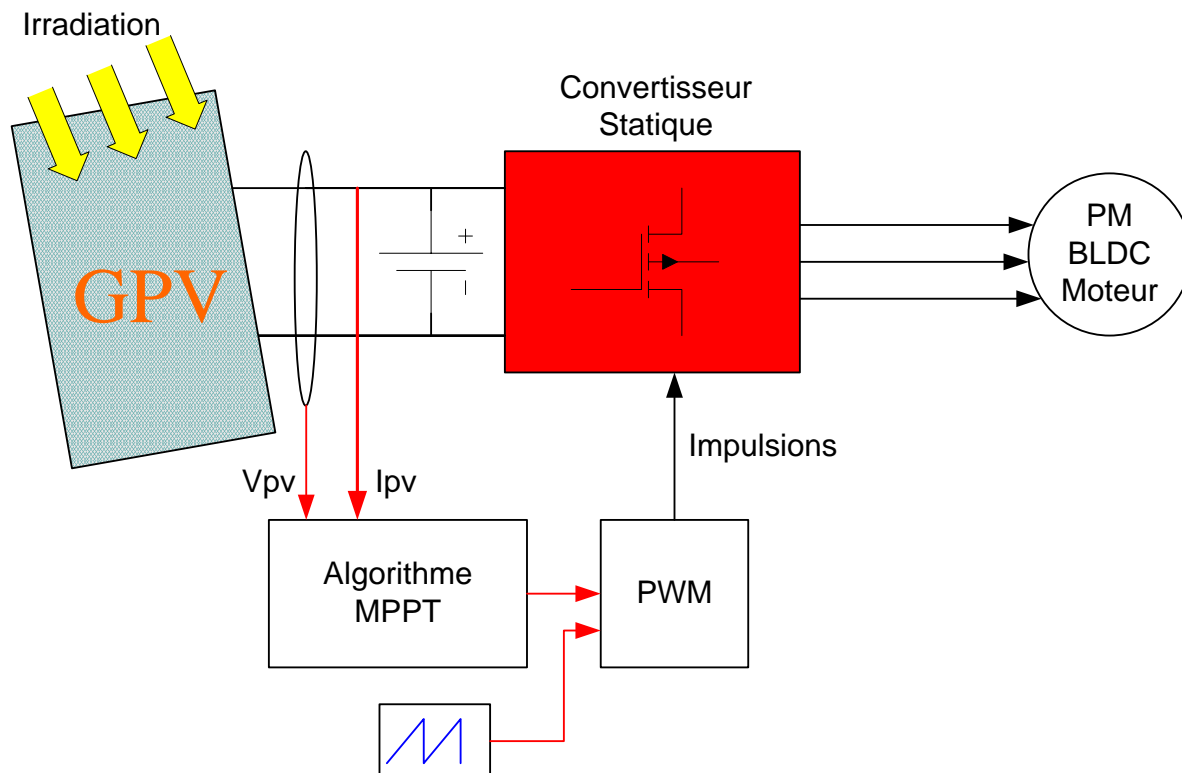 Irradiation
Convertisseur
Statique
GPV
+
PM
BLDC
Moteur
Impulsions
Vpv
Ipv
Algorithme
MPPT
PWM